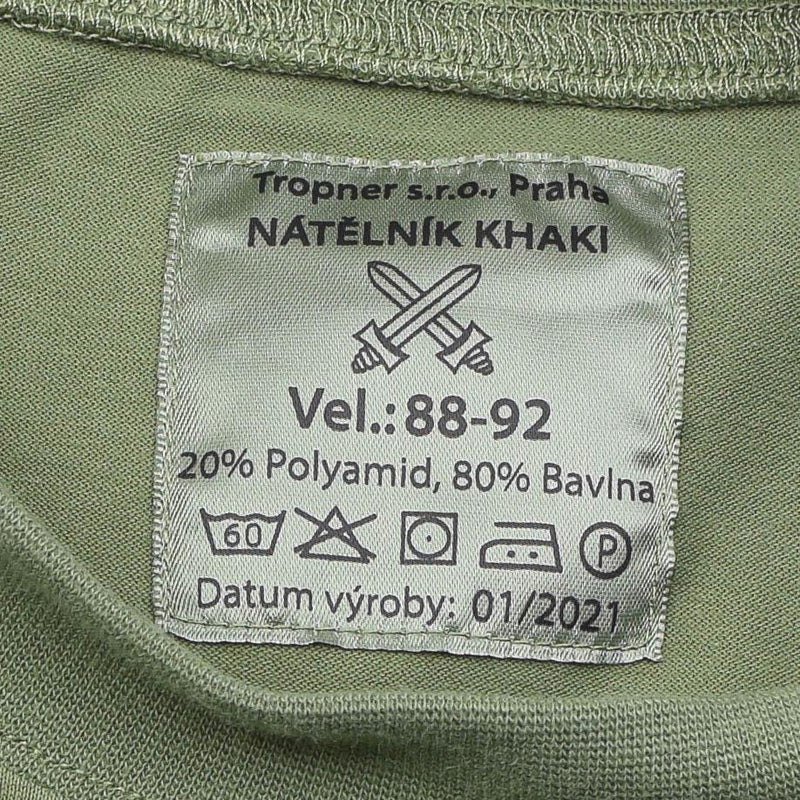 Tropner s.r.o., Praha
NÁTĚLNÍK KHAKI
Vel.: 88-92
20% Polyamid, 80% Bavlna
60 P
Datum výroby: 01/2021